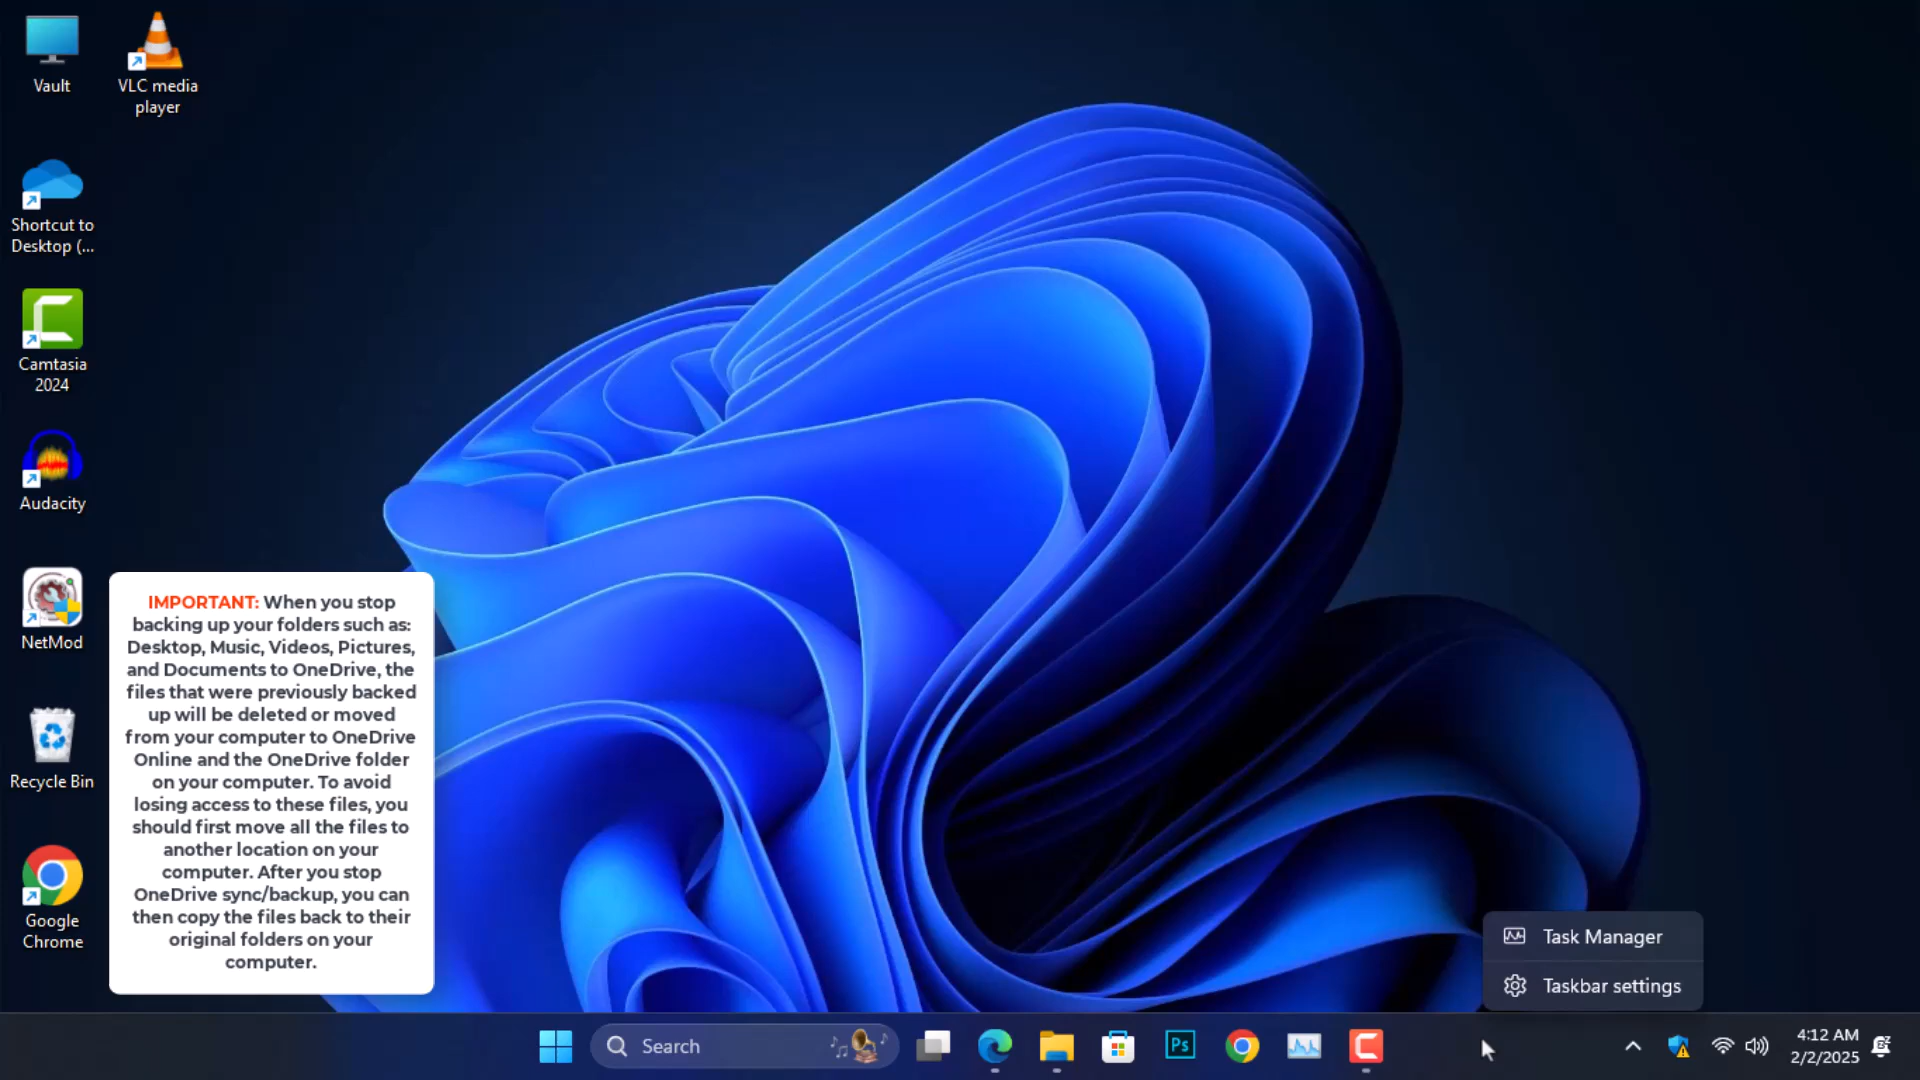 Vault
VLC media
player
Shortcut to
Desktop (...
Camtasia
2024
Audacity
NetMod
Recycle Bin
Google
Chrome
IMPORTANT: When you stop
backing up your folders such as:
Desktop, Music, Videos, Pictures,
and Documents to OneDrive, the
files that were previously backed
up will be deleted or moved
from your computer to OneDrive
Online and the OneDrive folder
on your computer. To avoid
losing access to these files, you
should first move all the files to
another location on your
computer. After you stop
OneDrive sync/backup, you can
then copy the files back to their
original folders on your
computer.
Task Manager
Taskbar settings
Search
Ps
4:12 AM
2/2/2025